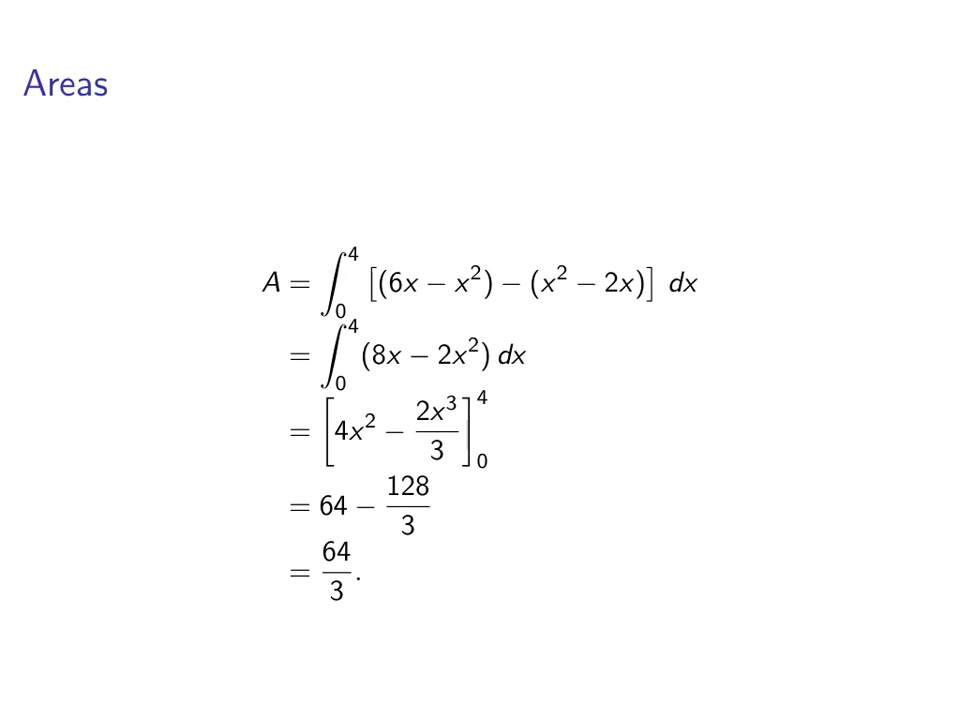 Areas
A = ∫₀⁴ [(6x − x²) − (x² − 2x)] dx
= ∫₀⁴ (8x − 2x²) dx
= [4x² − 2x³/3]₀⁴
= 64 − 128/3
= 64/3.